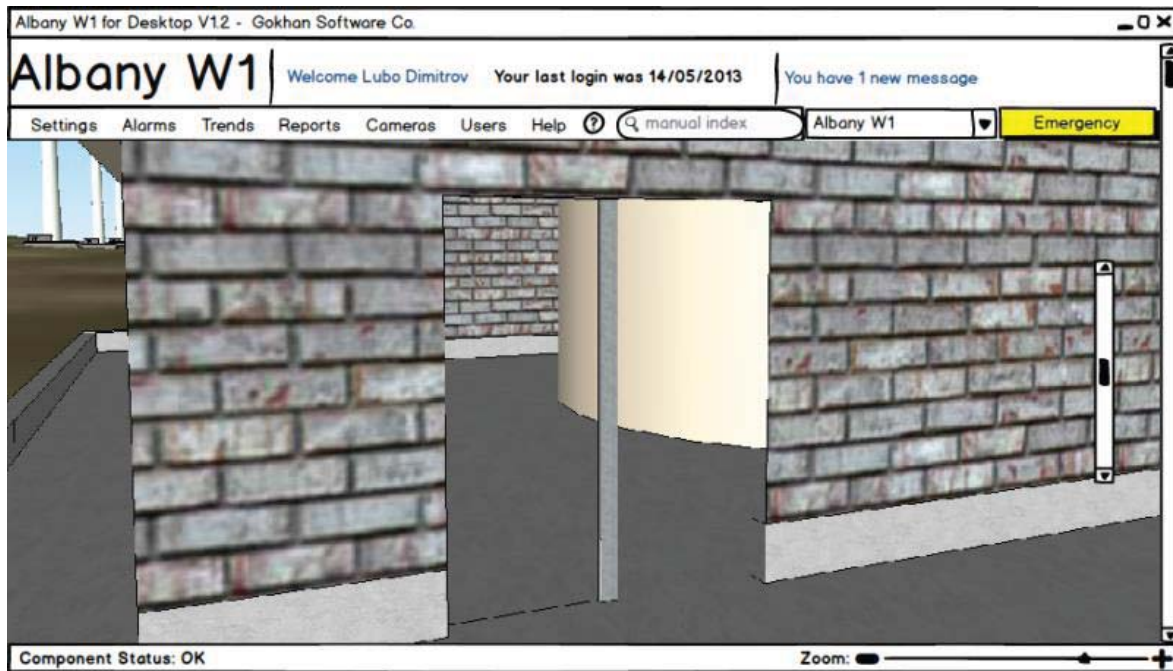 Albany W1 for Desktop V1.2 - Gokhan Software Co.
Albany W1
Welcome Lubo Dimitrov Your last login was 14/05/2013 You have 1 new message
Settings Alarms Trends Reports Cameras Users Help ? manual index Albany W1 Emergency
Component Status: OK Zoom: